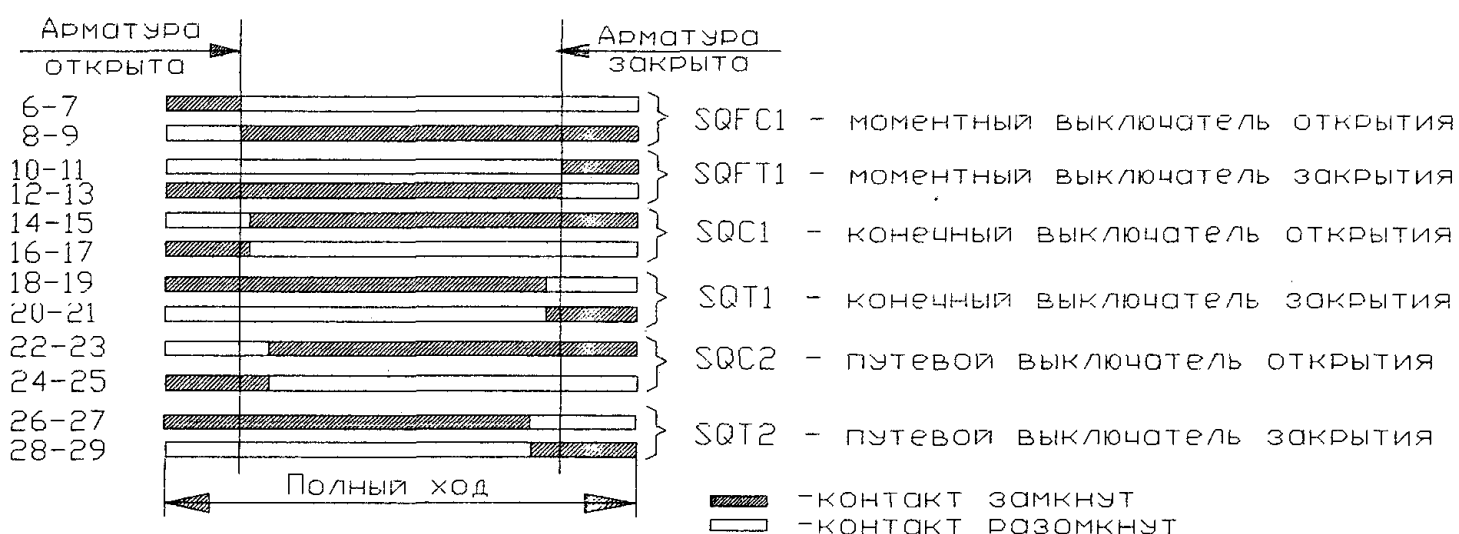 Арматура
открыта
Арматура
закрыта
6-7
8-9
SQFC1 - моментный выключатель открытия
10-11
12-13
SQFT1 - моментный выключатель закрытия
14-15
16-17
SQC1 - конечный выключатель открытия
18-19
20-21
SQT1 - конечный выключатель закрытия
22-23
24-25
SQC2 - путевой выключатель открытия
26-27
28-29
SQT2 - путевой выключатель закрытия
Полный ход
-контакт замкнут
-контакт разомкнут